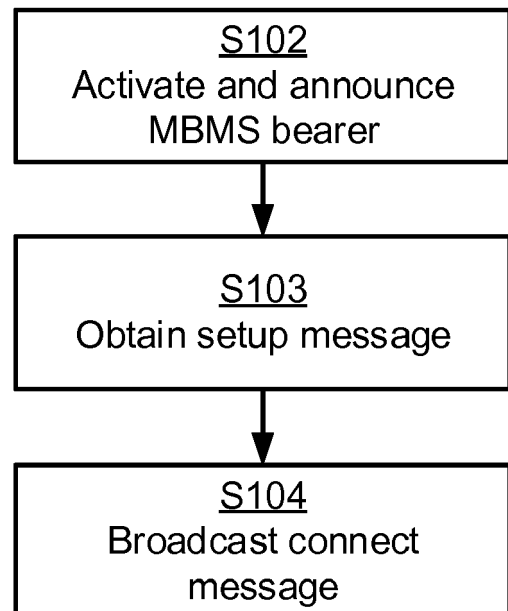 S102
Activate and announce
MBMS bearer
S103
Obtain setup message
S104
Broadcast connect
message